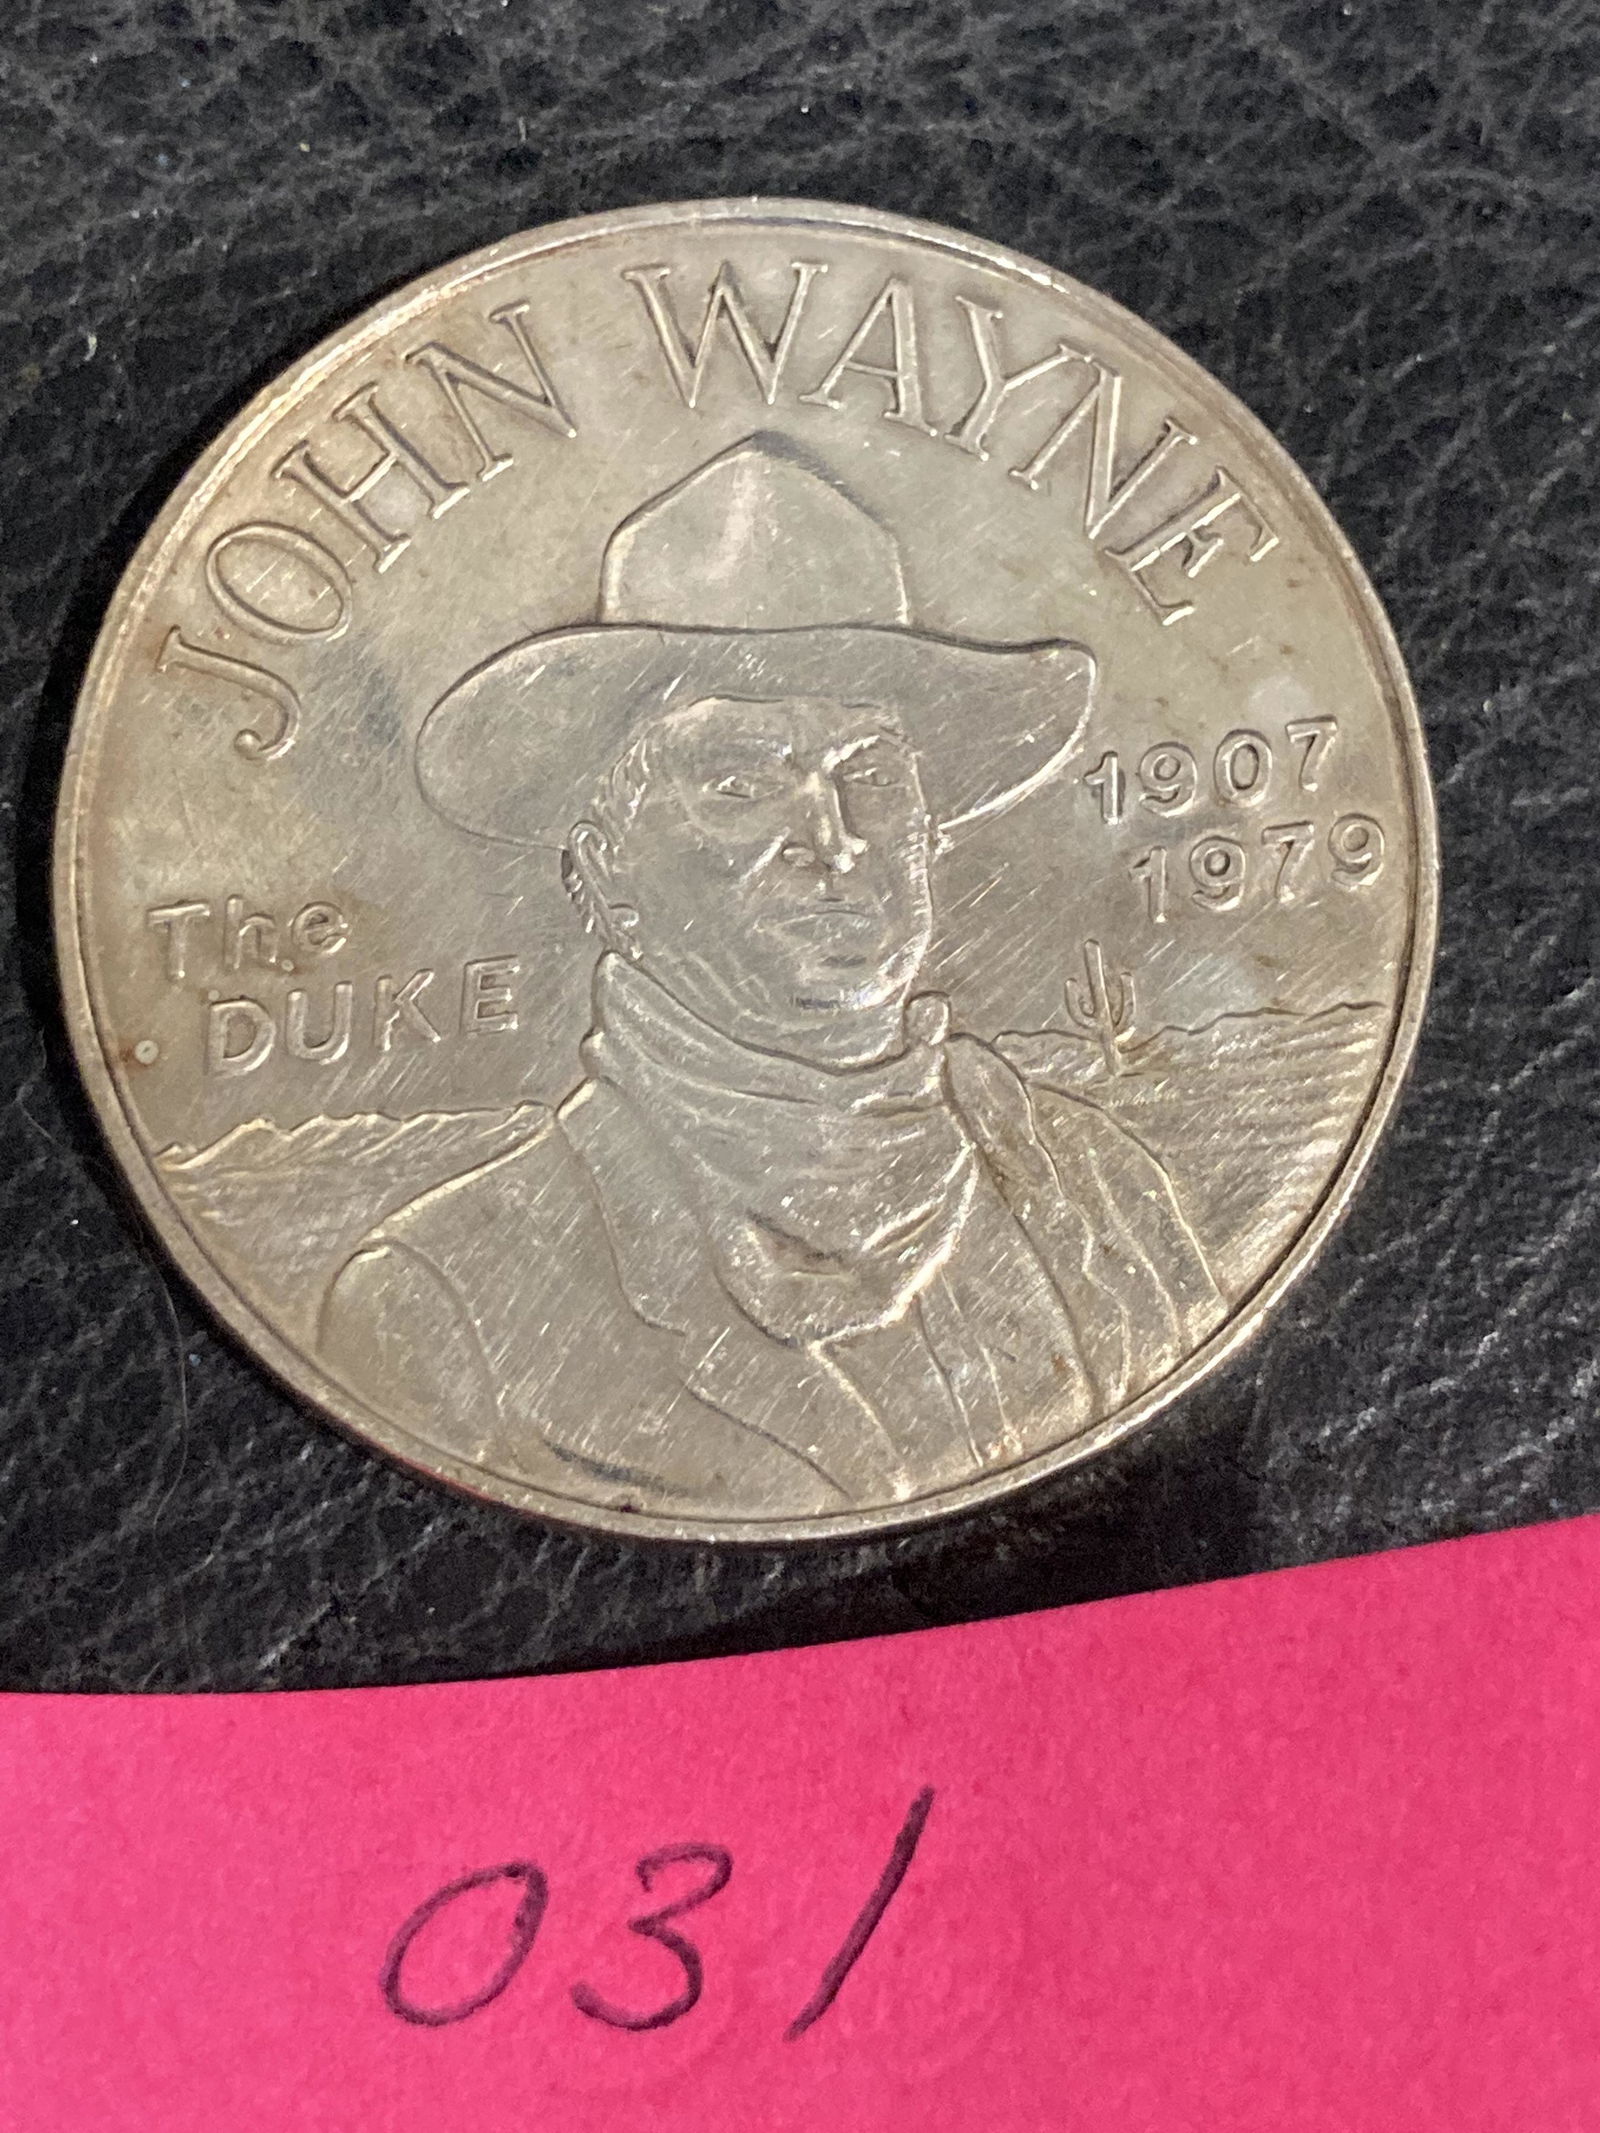 JOHN WAYNE
1907
1979
The
DUKE
031